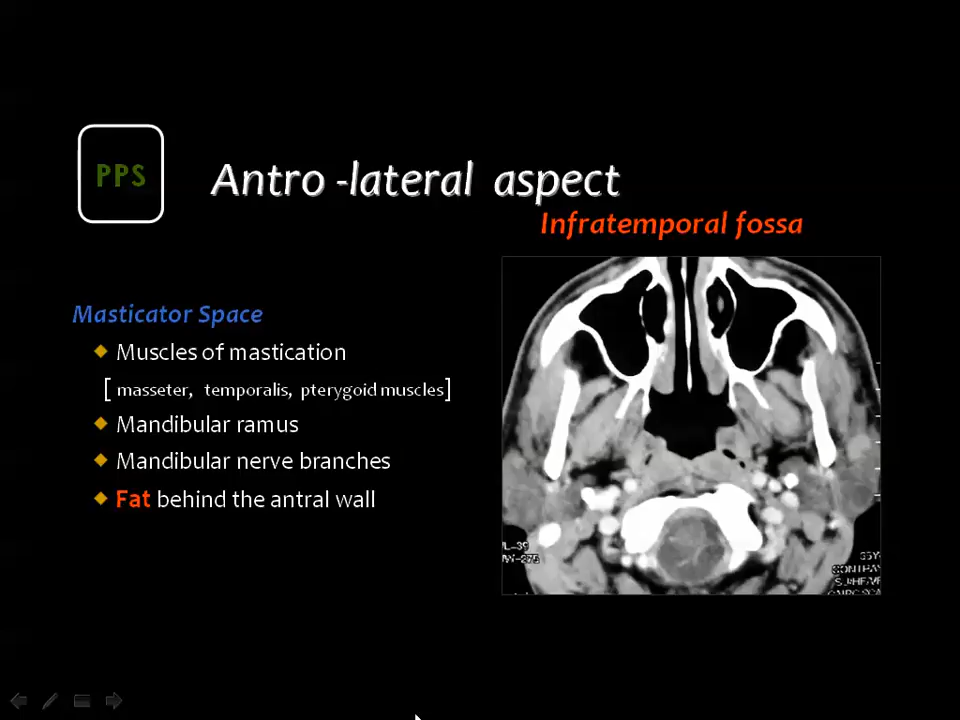 PPS
Antro -lateral aspect
Infratemporal fossa
Masticator Space
Muscles of mastication
[ masseter, temporalis, pterygoid muscles]
Mandibular ramus
Mandibular nerve branches
Fat behind the antral wall